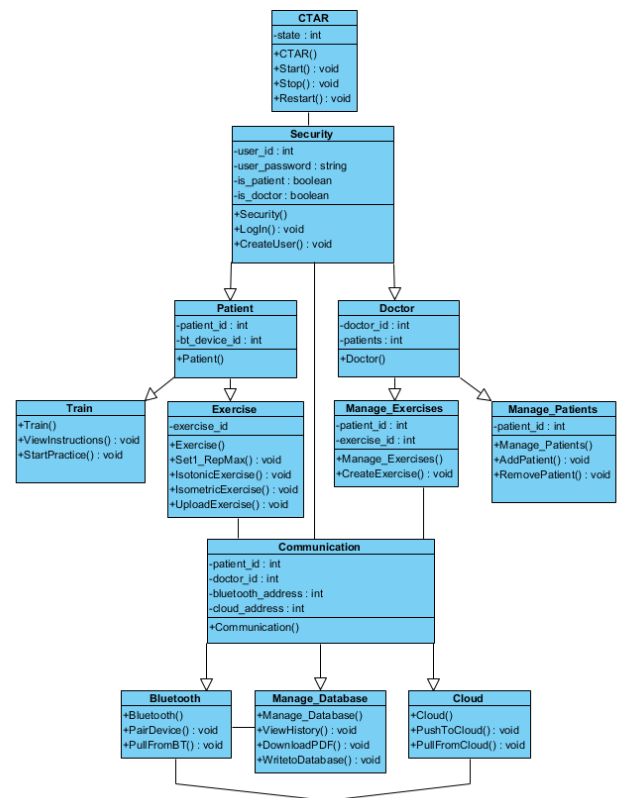 CTAR
-state : int
+CTAR()
+Start() : void
+Stop() : void
+Restart() : void
Security
-user_id : int
-user_password : string
-is_patient : boolean
-is_doctor : boolean
+Security()
+LogIn() : void
+CreateUser() : void
Patient
-patient_id : int
-bt_device_id : int
+Patient()
Doctor
-doctor_id : int
-patients : int
+Doctor()
Train
+Train()
+ViewInstructions() : void
+StartPractice() : void
Exercise
-exercise_id
+Exercise()
+Set1_RepMax() : void
+IsotonicExercise() : void
+IsometricExercise() : void
+UploadExercise() : void
Manage_Exercises
-patient_id : int
-exercise_id : int
+Manage_Exercises()
+CreateExercise() : void
Manage_Patients
-patient_id : int
+Manage_Patients()
+AddPatient() : void
+RemovePatient() : void
Communication
-patient_id : int
-doctor_id : int
-bluetooth_address : int
-cloud_address : int
+Communication()
Bluetooth
+Bluetooth()
+PairDevice() : void
+PullFromBT() : void
Manage_Database
+Manage_Database()
+ViewHistory() : void
+DownloadPDF() : void
+WritetoDatabase() : void
Cloud
+Cloud()
+PushToCloud() : void
+PullFromCloud() : void